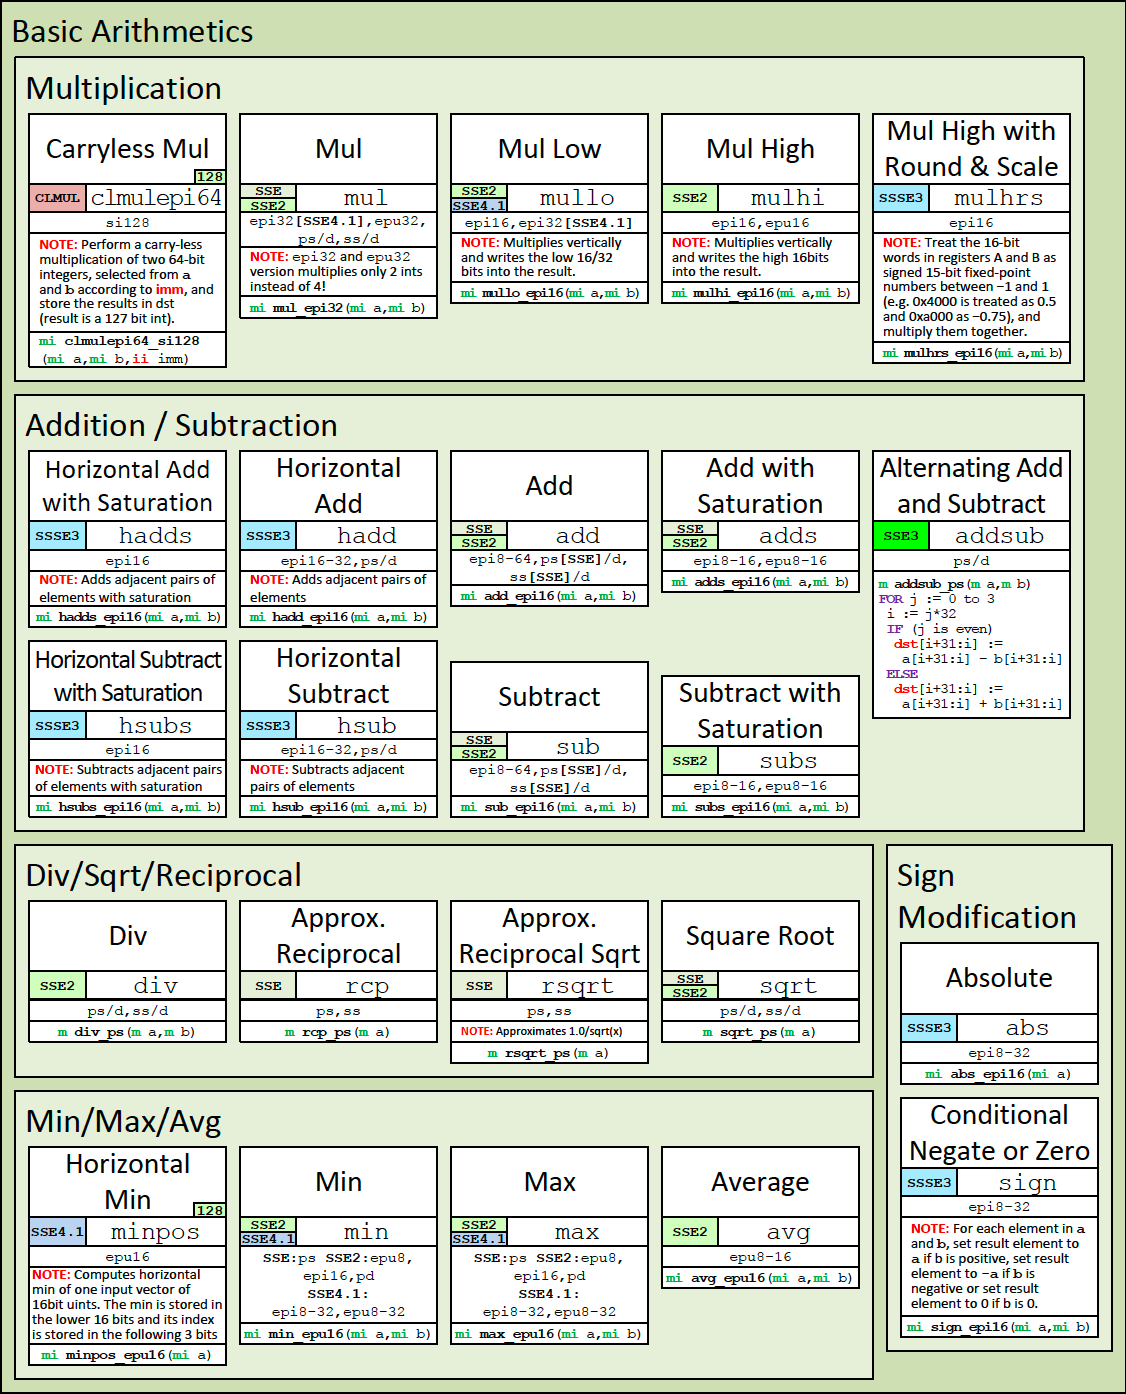 Basic Arithmetics
Multiplication
Carryless Mul
128
CLMUL clmulepi64
si128
NOTE: Perform a carry-less
multiplication of two 64-bit
integers, selected from a
and b according to imm, and
store the results in dst
(result is a 127 bit int).
mi clmulepi64_si128
(mi a,mi b,ii imm)
Mul
SSE
SSE2
mul
epi32[SSE4.1],epu32,
ps/d,ss/d
NOTE: epi32 and epu32
version multiplies only 2 ints
instead of 4!
mi mul_epi32(mi a,mi b)
Mul Low
SSE2
SSE4.1
mullo
epi16,epi32[SSE4.1]
NOTE: Multiplies vertically
and writes the low 16/32
bits into the result.
mi mullo_epi16(mi a,mi b)
Mul High
SSE2 mulhi
epi16,epu16
NOTE: Multiplies vertically
and writes the high 16bits
into the result.
mi mulhi_epi16(mi a,mi b)
Mul High with
Round & Scale
SSSE3 mulhrs
epi16
NOTE: Treat the 16-bit
words in registers A and B as
signed 15-bit fixed-point
numbers between −1 and 1
(e.g. 0x4000 is treated as 0.5
and 0xa000 as −0.75), and
multiply them together.
mi mulhrs_epi16(mi a,mi b)
Addition / Subtraction
Horizontal Add
with Saturation
SSSE3 hadds
epi16
NOTE: Adds adjacent pairs of
elements with saturation
mi hadds_epi16(mi a,mi b)
Horizontal
Add
SSSE3 hadd
epi16-32,ps/d
NOTE: Adds adjacent pairs of
elements
mi hadd_epi16(mi a,mi b)
Add
SSE
SSE2
add
epi8-64,ps[SSE]/d,
ss[SSE]/d
mi add_epi16(mi a,mi b)
Add with
Saturation
SSE
SSE2
adds
epi8-16,epu8-16
mi adds_epi16(mi a,mi b)
Alternating Add
and Subtract
SSE3 addsub
ps/d
m addsub_ps(m a,m b)
FOR j := 0 to 3
i := j*32
IF (j is even)
dst[i+31:i] :=
a[i+31:i] - b[i+31:i]
ELSE
dst[i+31:i] :=
a[i+31:i] + b[i+31:i]
Horizontal Subtract
with Saturation
SSSE3 hsubs
epi16
NOTE: Subtracts adjacent pairs
of elements with saturation
mi hsubs_epi16(mi a,mi b)
Horizontal
Subtract
SSSE3 hsub
epi16-32,ps/d
NOTE: Subtracts adjacent
pairs of elements
mi hsub_epi16(mi a,mi b)
Subtract
SSE
SSE2
sub
epi8-64,ps[SSE]/d,
ss[SSE]/d
mi sub_epi16(mi a,mi b)
Subtract with
Saturation
SSE2 subs
epi8-16,epu8-16
mi subs_epi16(mi a,mi b)
Div/Sqrt/Reciprocal
Div
SSE2 div
ps/d,ss/d
m div_ps(m a,m b)
Approx.
Reciprocal
SSE rcp
ps,ss
m rcp_ps(m a)
Approx.
Reciprocal Sqrt
SSE rsqrt
ps,ss
NOTE: Approximates 1.0/sqrt(x)
m rsqrt_ps(m a)
Square Root
SSE
SSE2
sqrt
ps/d,ss/d
m sqrt_ps(m a)
Sign
Modification
Absolute
SSSE3 abs
epi8-32
mi abs_epi16(mi a)
Conditional
Negate or Zero
SSSE3 sign
epi8-32
NOTE: For each element in a
and b, set result element to
a if b is positive, set result
element to -a if b is
negative or set result
element to 0 if b is 0.
mi sign_epi16(mi a,mi b)
Min/Max/Avg
Horizontal
Min
128
SSE4.1 minpos
epu16
NOTE: Computes horizontal
min of one input vector of
16bit uints. The min is stored in
the lower 16 bits and its index
is stored in the following 3 bits
mi minpos_epu16(mi a)
Min
SSE2
SSE4.1
min
SSE:ps SSE2:epu8,
epi16,pd
SSE4.1:
epi8-32,epu8-32
mi min_epu16(mi a,mi b)
Max
SSE2
SSE4.1
max
SSE:ps SSE2:epu8,
epi16,pd
SSE4.1:
epi8-32,epu8-32
mi max_epu16(mi a,mi b)
Average
SSE2 avg
epu8-16
mi avg_epu16(mi a,mi b)